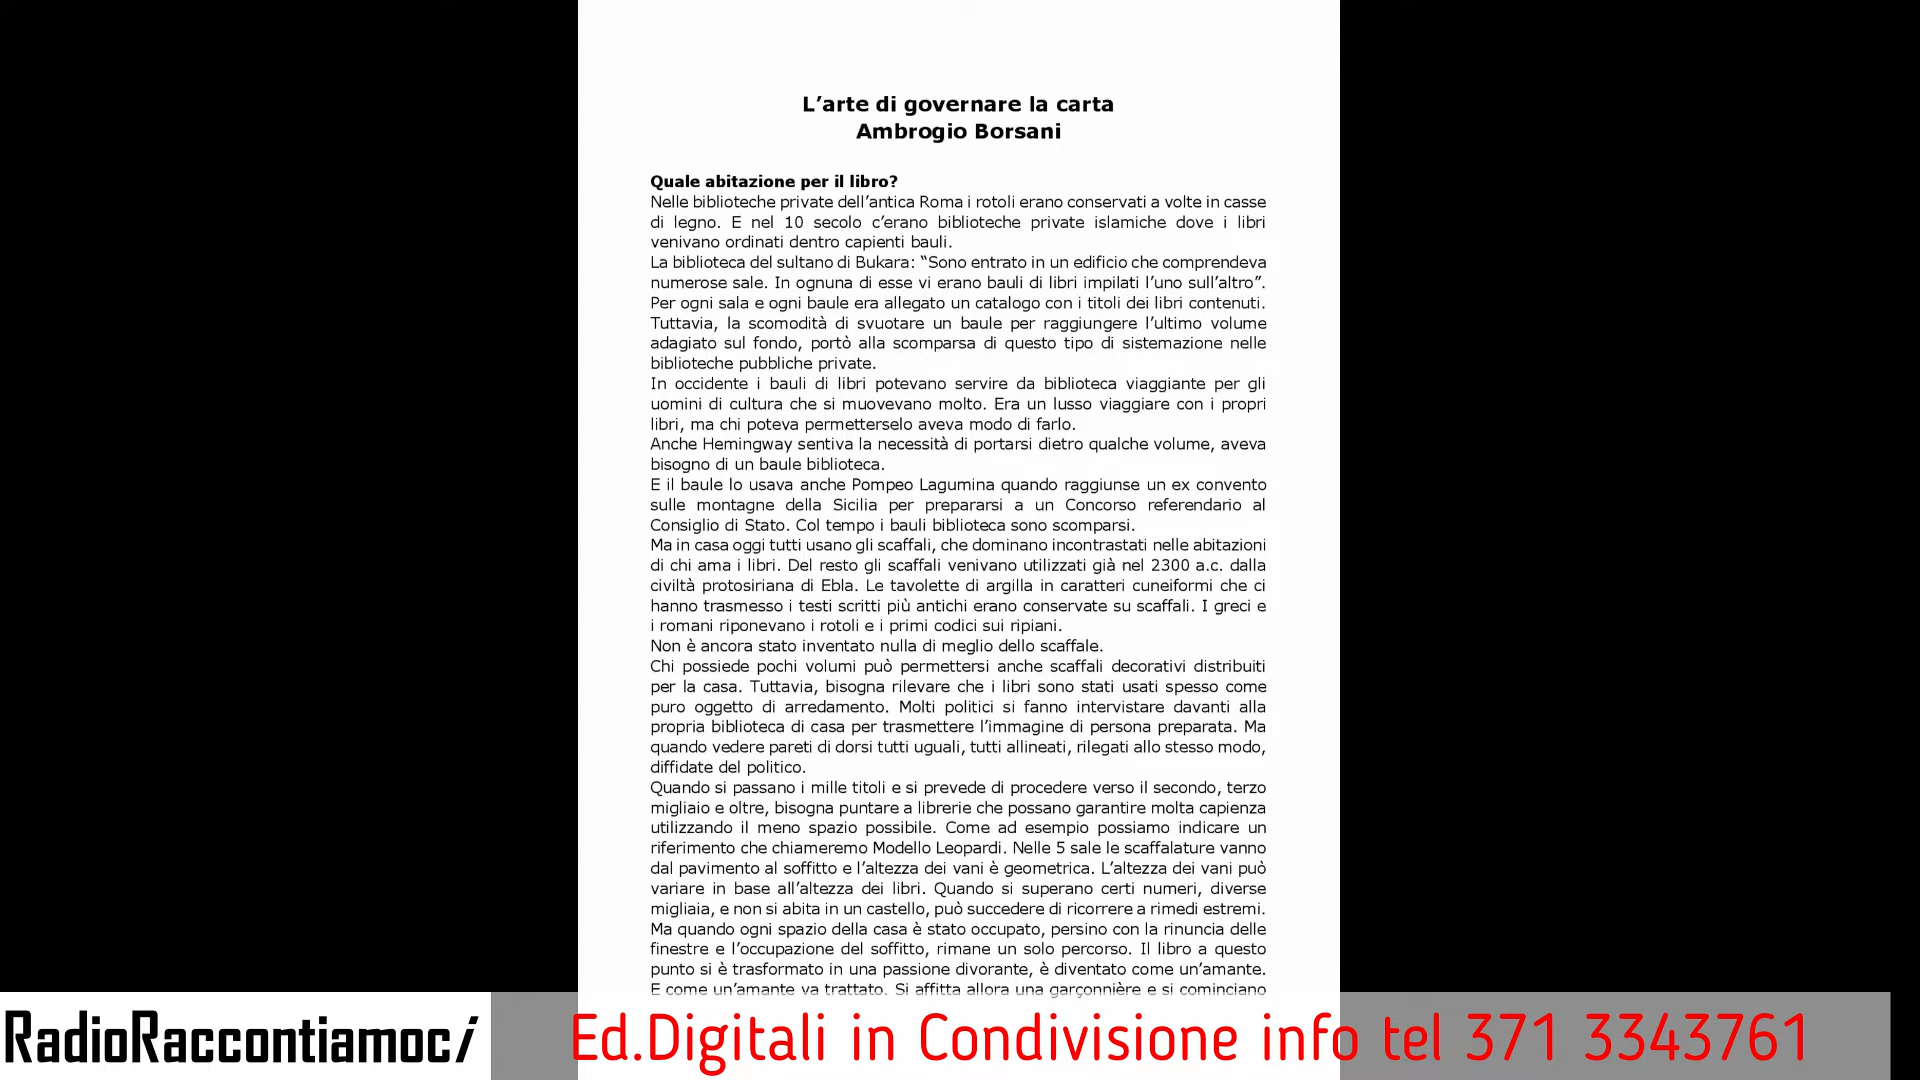 L’arte di governare la carta
Ambrogio Borsani
Quale abitazione per il libro?
Nelle biblioteche private dell’antica Roma i rotoli erano conservati a volte in casse
di legno. E nel 10 secolo c’erano biblioteche private islamiche dove i libri
venivano ordinati dentro capienti bauli.
La biblioteca del sultano di Bukara: “Sono entrato in un edificio che comprendeva
numerose sale. In ognuna di esse vi erano bauli di libri impilati l’uno sull’altro”.
Per ogni sala e ogni baule era allegato un catalogo con i titoli dei libri contenuti.
Tuttavia, la scomodità di svuotare un baule per raggiungere l’ultimo volume
adagiato sul fondo, portò alla scomparsa di questo tipo di sistemazione nelle
biblioteche pubbliche private.
In occidente i bauli di libri potevano servire da biblioteca viaggiante per gli
uomini di cultura che si muovevano molto. Era un lusso viaggiare con i propri
libri, ma chi poteva permetterselo aveva modo di farlo.
Anche Hemingway sentiva la necessità di portarsi dietro qualche volume, aveva
bisogno di un baule biblioteca.
E il baule lo usava anche Pompeo Lagumina quando raggiunse un ex convento
sulle montagne della Sicilia per prepararsi a un Concorso referendario al
Consiglio di Stato. Col tempo i bauli biblioteca sono scomparsi.
Ma in casa oggi tutti usano gli scaffali, che dominano incontrastati nelle abitazioni
di chi ama i libri. Del resto gli scaffali venivano utilizzati già nel 2300 a.c. dalla
civiltà protosiriana di Ebla. Le tavolette di argilla in caratteri cuneiformi che ci
hanno trasmesso i testi scritti più antichi erano conservate su scaffali. I greci e
i romani riponevano i rotoli e i primi codici sui ripiani.
Non è ancora stato inventato nulla di meglio dello scaffale.
Chi possiede pochi volumi può permettersi anche scaffali decorativi distribuiti
per la casa. Tuttavia, bisogna rilevare che i libri sono stati usati spesso come
puro oggetto di arredamento. Molti politici si fanno intervistare davanti alla
propria biblioteca di casa per trasmettere l’immagine di persona preparata. Ma
quando vedere pareti di dorsi tutti uguali, tutti allineati, rilegati allo stesso modo,
diffidate del politico.
Quando si passano i mille titoli e si prevede di procedere verso il secondo, terzo
migliaio e oltre, bisogna puntare a librerie che possano garantire molta capienza
utilizzando il meno spazio possibile. Come ad esempio possiamo indicare un
riferimento che chiameremo Modello Leopardi. Nelle 5 sale le scaffalature vanno
dal pavimento al soffitto e l’altezza dei vani è geometrica. L’altezza dei vani può
variare in base all’altezza dei libri. Quando si superano certi numeri, diverse
migliaia, e non si abita in un castello, può succedere di ricorrere a rimedi estremi.
Ma quando ogni spazio della casa è stato occupato, persino con la rinuncia delle
finestre e l’occupazione del soffitto, rimane un solo percorso. Il libro a questo
punto si è trasformato in una passione divorante, è diventato come un’amante.
E come un’amante va trattato. Si affitta allora una garçonnière e si cominciano
RadioRaccontiamoci
Ed.Digitali in Condivisione info tel 371 3343761